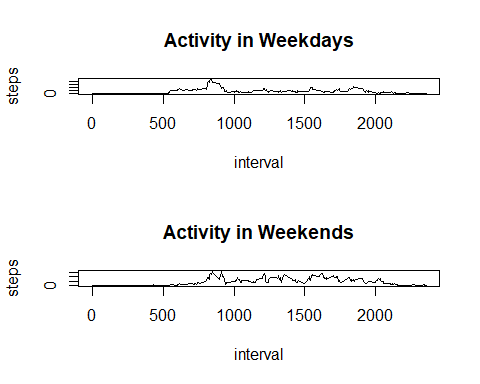 Activity in Weekdays
steps
0
0 500 1000 1500 2000
interval
Activity in Weekends
steps
0
0 500 1000 1500 2000
interval